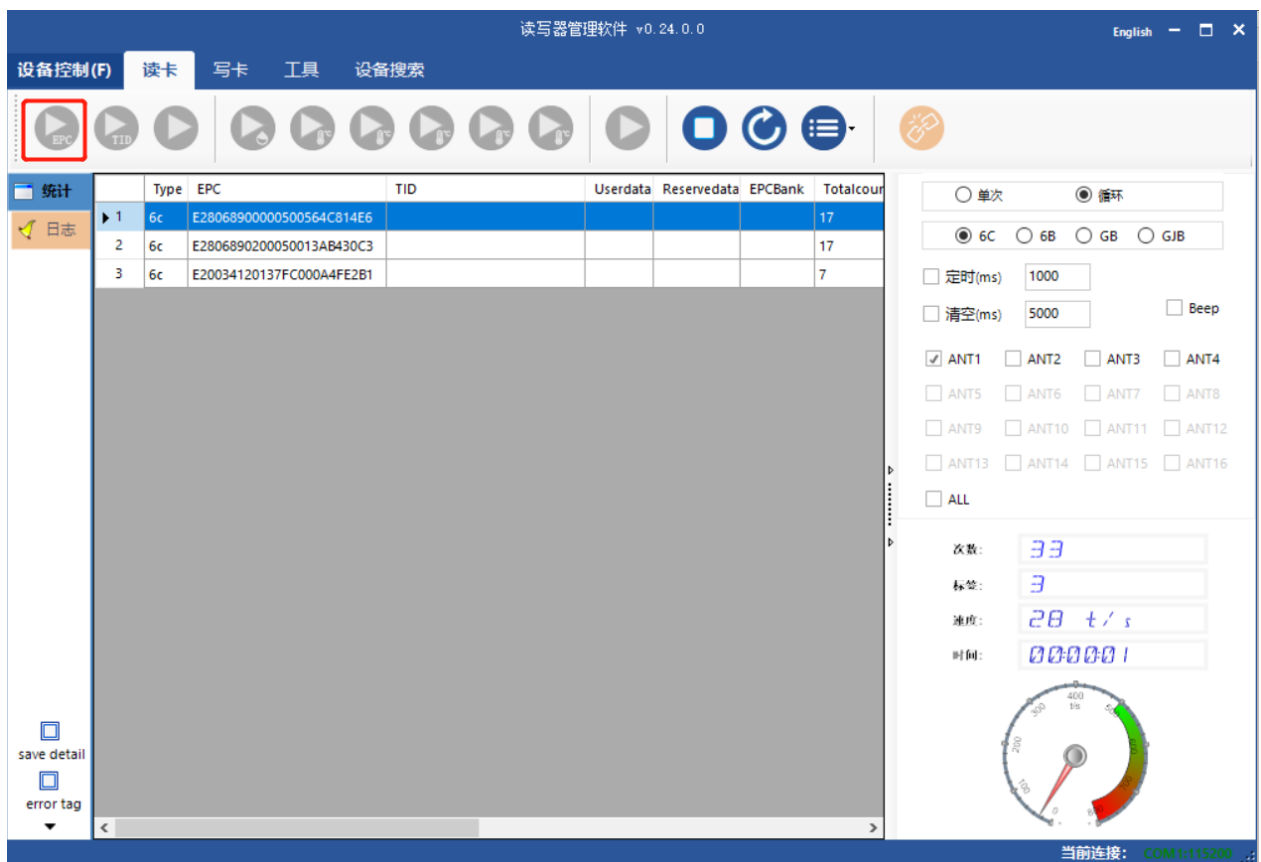 读写器管理软件 v0.24.0.0
English
设备控制(F) 读卡 写卡 工具 设备搜索
EPC TID
统计
日志
Type EPC TID Userdata Reservedata EPCBank Totalcour
1 6c E28068900000500564C814E6 17
2 6c E2806890200050013AB430C3 17
3 6c E20034120137FC000A4FE2B1 7
单次 循环
6C 6B GB GJB
定时(ms) 1000
清空(ms) 5000 Beep
ANT1 ANT2 ANT3 ANT4
ANT5 ANT6 ANT7 ANT8
ANT9 ANT10 ANT11 ANT12
ANT13 ANT14 ANT15 ANT16
ALL
次数: 33
标签: 3
速度: 28 t/s
时间: 00:00:01
400
t/s
300
200
100
0
save detail
error tag
当前连接: